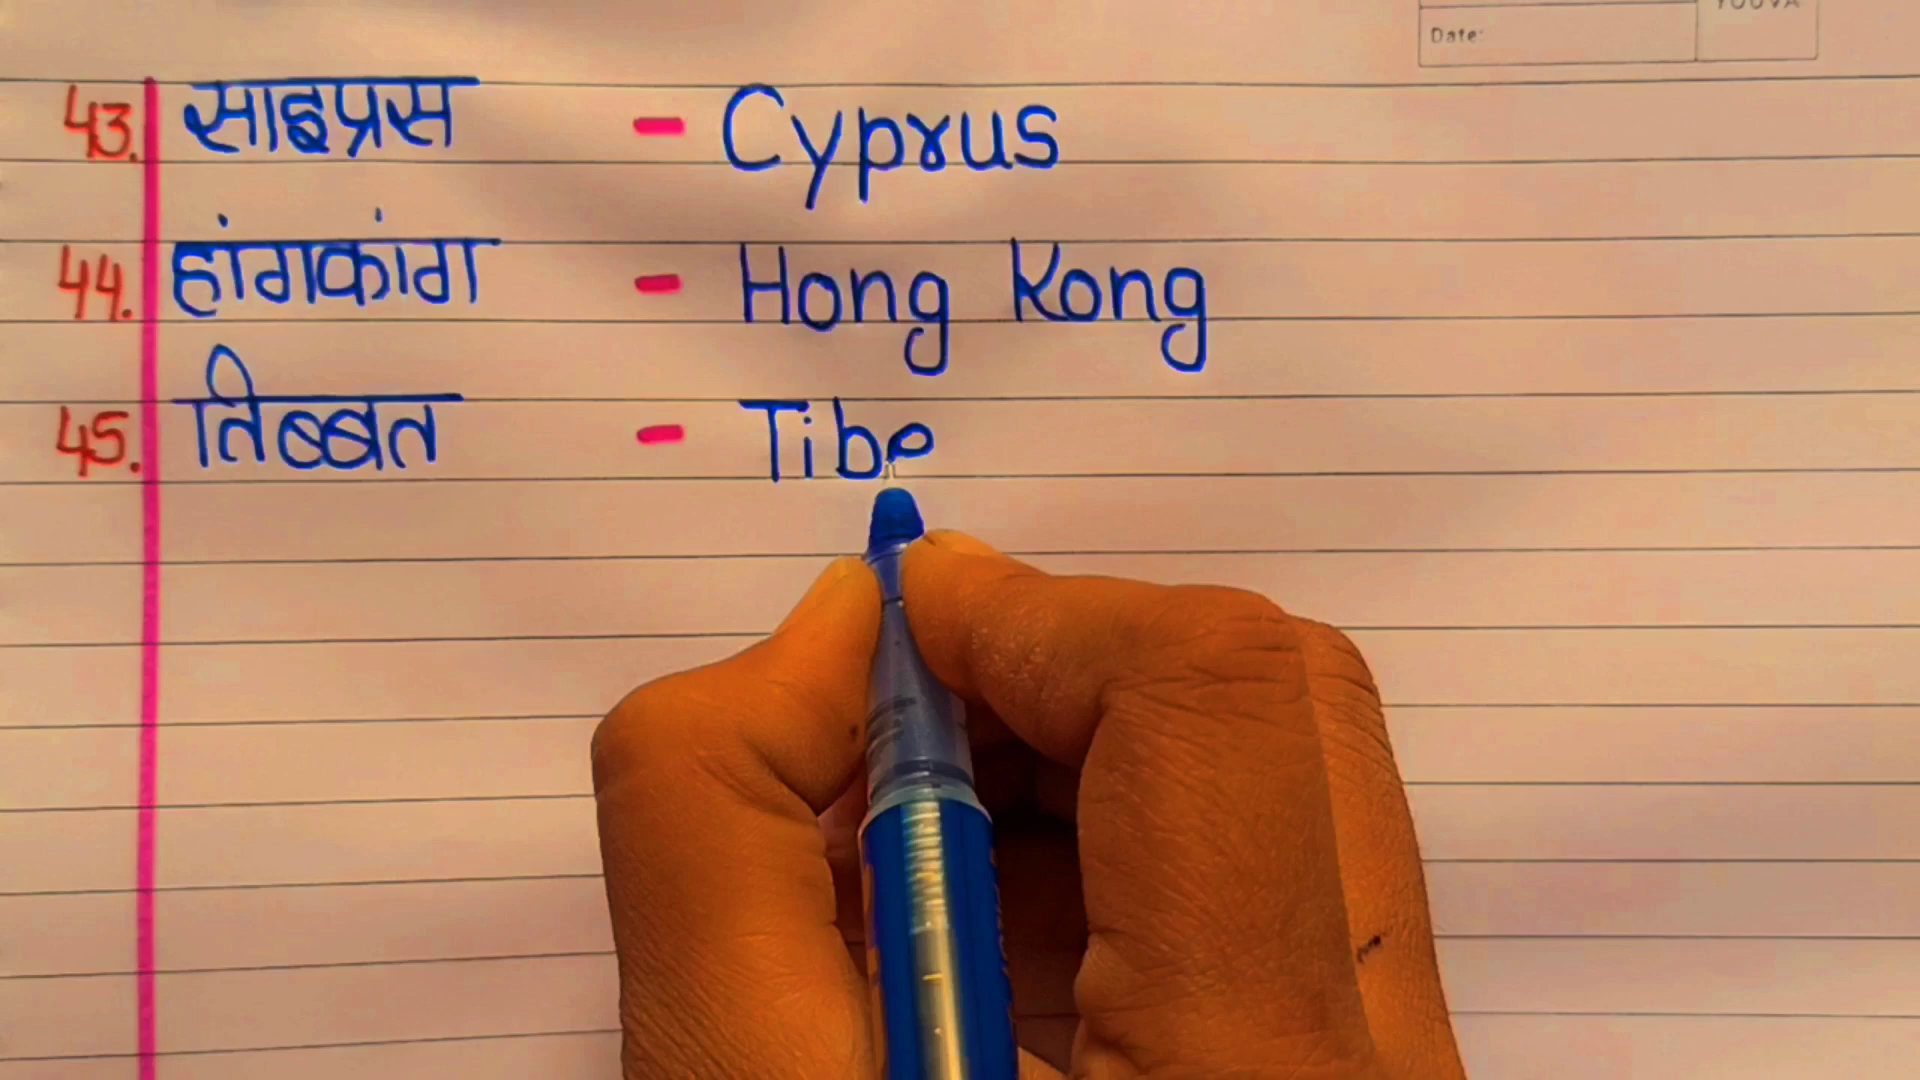 Date:
43. साइप्रस - Cyprus
44. हांगकांग - Hong Kong
45. तिब्बत - Tibe